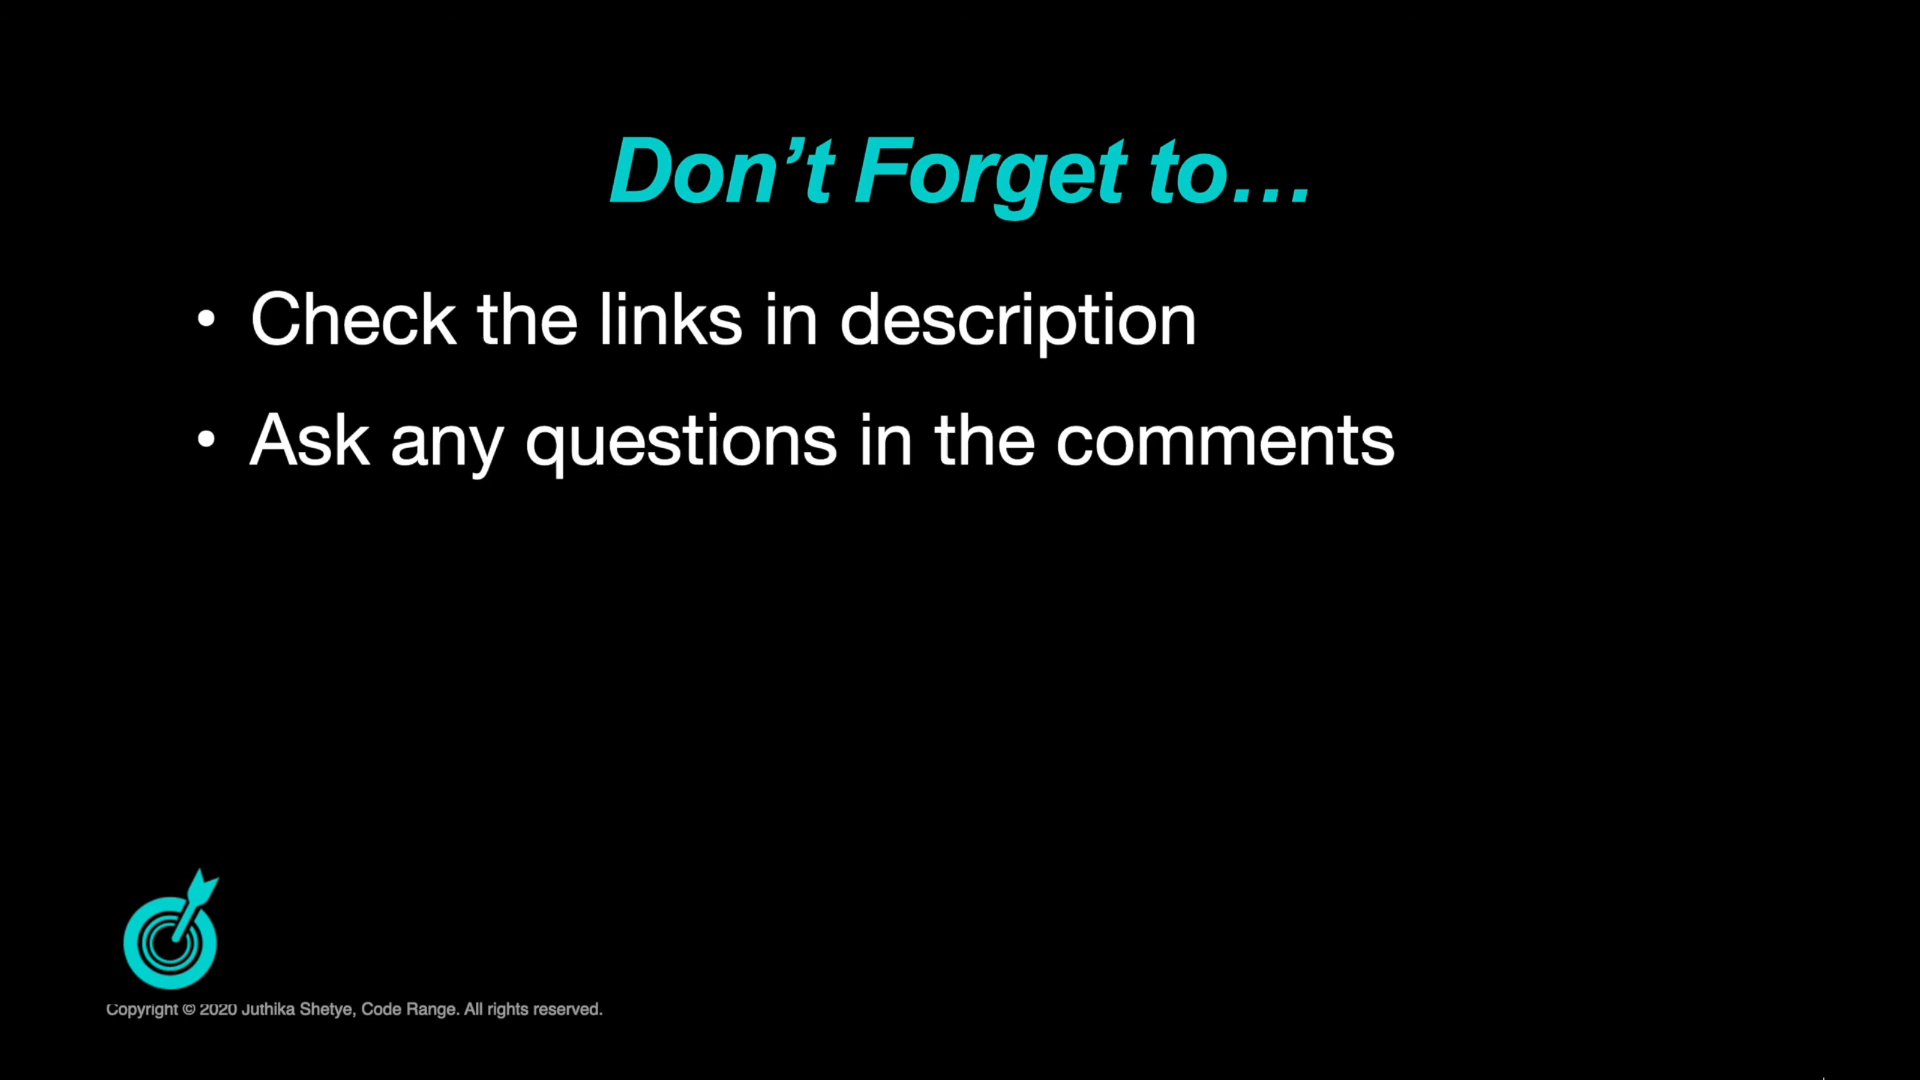 Don’t Forget to…
• Check the links in description
• Ask any questions in the comments
Copyright © 2020 Juthika Shetye, Code Range. All rights reserved.